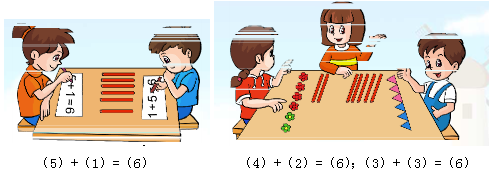 9=1+5
1+5=6
(5) + (1) = (6)
(4) + (2) = (6); (3) + (3) = (6)